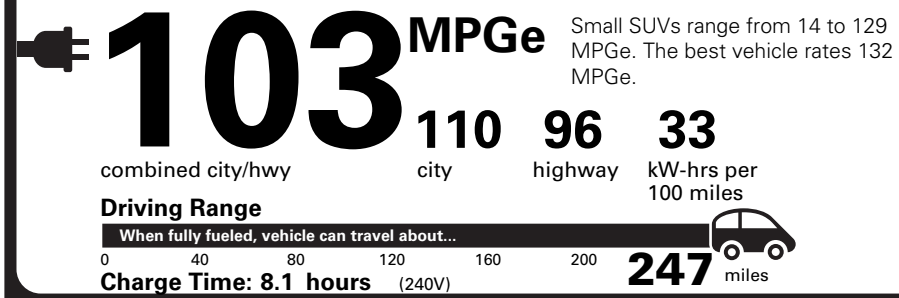 103 MPGe
Small SUVs range from 14 to 129
MPGe. The best vehicle rates 132
MPGe.
110 96 33
combined city/hwy city highway kW-hrs per
100 miles
Driving Range
When fully fueled, vehicle can travel about...
0 40 80 120 160 200 247 miles
Charge Time: 8.1 hours (240V)